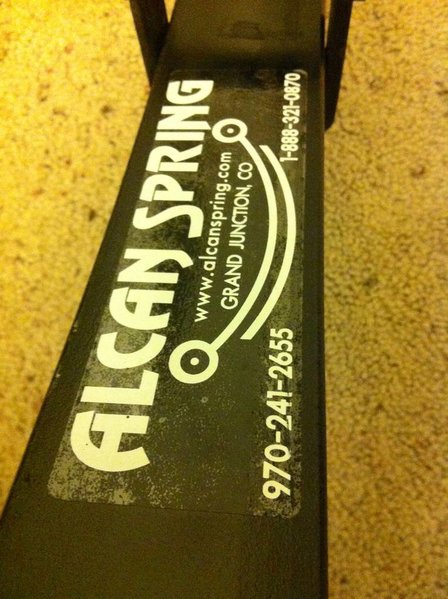 ALCAN SPRING
www.alcanspring.com
GRAND JUNCTION, CO
970-241-2655
1-888-321-0870